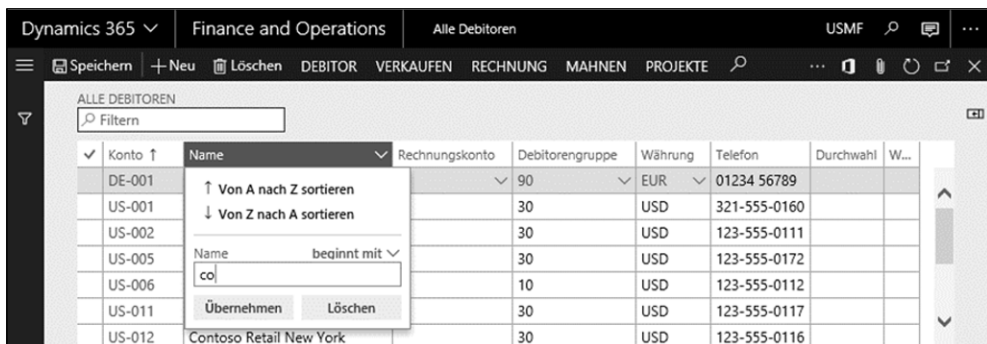 Dynamics 365 Finance and Operations Alle Debitoren USMF ...
Speichern + Neu Löschen DEBITOR VERKAUFEN RECHNUNG MAHNEN PROJEKTE ...
ALLE DEBITOREN
Filtern
Konto ↑ Name Rechnungskonto Debitorengruppe Währung Telefon Durchwahl W...
DE-001 90 EUR 01234 56789
↑ Von A nach Z sortieren
US-001 30 USD 321-555-0160
↓ Von Z nach A sortieren
US-002 30 USD 123-555-0111
Name beginnt mit
US-005 30 USD 123-555-0172
co
US-006 10 USD 123-555-0112
Übernehmen Löschen
US-011 30 USD 123-555-0117
US-012 Contoso Retail New York 30 USD 123-555-0116